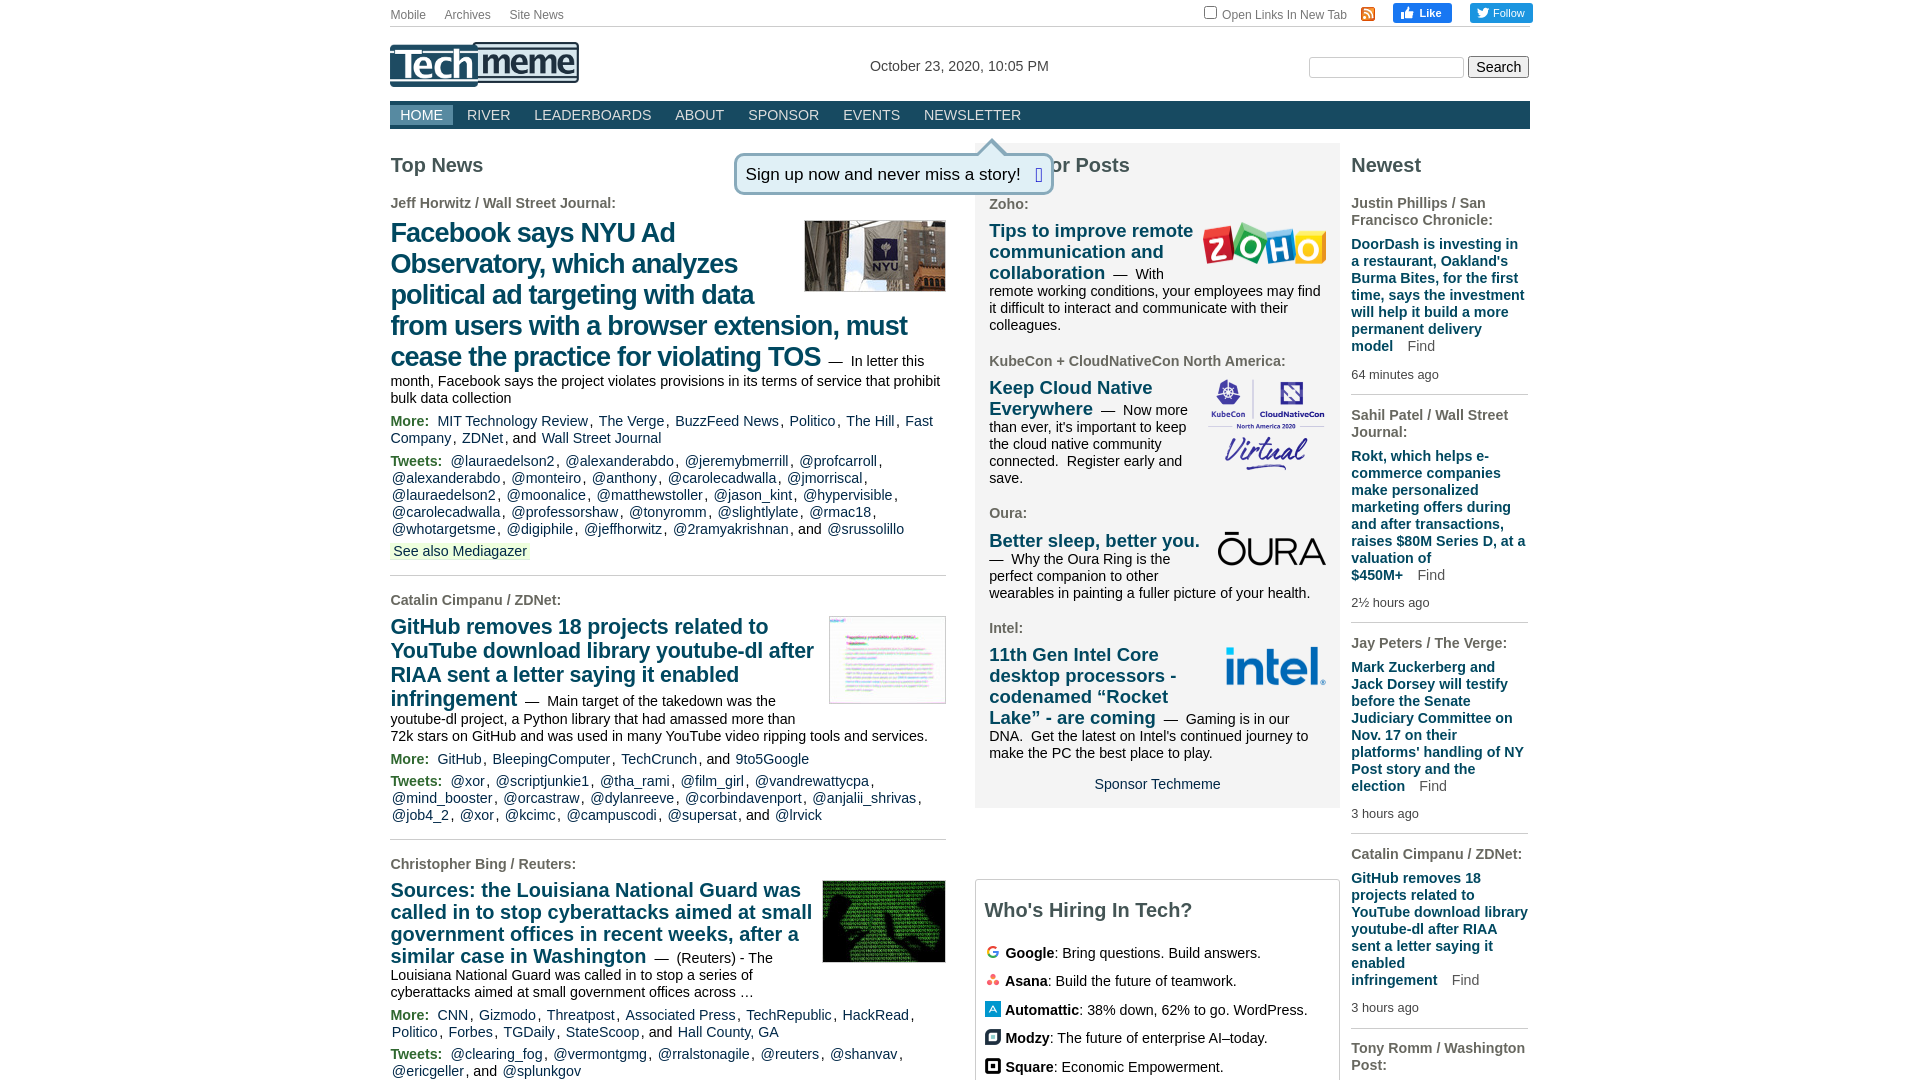 Mobile Archives Site News
Open Links In New Tab
Like
Follow
Techmeme
October 23, 2020, 10:05 PM
Search
HOME RIVER LEADERBOARDS ABOUT SPONSOR EVENTS NEWSLETTER
Sign up now and never miss a story!
Top News
Jeff Horwitz / Wall Street Journal:
Facebook says NYU Ad
Observatory, which analyzes
political ad targeting with data
from users with a browser extension, must
cease the practice for violating TOS — In letter this
month, Facebook says the project violates provisions in its terms of service that prohibit
bulk data collection
NYU
More: MIT Technology Review, The Verge, BuzzFeed News, Politico, The Hill, Fast
Company, ZDNet, and Wall Street Journal
Tweets: @lauraedelson2, @alexanderabdo, @jeremybmerrill, @profcarroll,
@alexanderabdo, @monteiro, @anthony, @carolecadwalla, @jmorriscal,
@lauraedelson2, @moonalice, @matthewstoller, @jason_kint, @hypervisible,
@carolecadwalla, @professorshaw, @tonyromm, @slightlylate, @rmac18,
@whotargetsme, @digiphile, @jeffhorwitz, @2ramyakrishnan, and @srussolillo
See also Mediagazer
Catalin Cimpanu / ZDNet:
GitHub removes 18 projects related to
YouTube download library youtube-dl after
RIAA sent a letter saying it enabled
infringement — Main target of the takedown was the
youtube-dl project, a Python library that had amassed more than
72k stars on GitHub and was used in many YouTube video ripping tools and services.
More: GitHub, BleepingComputer, TechCrunch, and 9to5Google
Tweets: @xor, @scriptjunkie1, @tha_rami, @film_girl, @vandrewattycpa,
@mind_booster, @orcastraw, @dylanreeve, @corbindavenport, @anjalii_shrivas,
@job4_2, @xor, @kcimc, @campuscodi, @supersat, and @lrvick
Christopher Bing / Reuters:
Sources: the Louisiana National Guard was
called in to stop cyberattacks aimed at small
government offices in recent weeks, after a
similar case in Washington — (Reuters) - The
Louisiana National Guard was called in to stop a series of
cyberattacks aimed at small government offices across …
More: CNN, Gizmodo, Threatpost, Associated Press, TechRepublic, HackRead,
Politico, Forbes, TGDaily, StateScoop, and Hall County, GA
Tweets: @clearing_fog, @vermontgmg, @rralstonagile, @reuters, @shanvav,
@ericgeller, and @splunkgov
or Posts
Zoho:
Tips to improve remote
communication and
collaboration — With
remote working conditions, your employees may find
it difficult to interact and communicate with their
colleagues.
ZOHO
KubeCon + CloudNativeCon North America:
Keep Cloud Native
Everywhere — Now more
than ever, it's important to keep
the cloud native community
connected. Register early and
save.
KubeCon CloudNativeCon
North America 2020
Virtual
Oura:
Better sleep, better you.
— Why the Oura Ring is the
perfect companion to other
wearables in painting a fuller picture of your health.
ŌURA
Intel:
11th Gen Intel Core
desktop processors -
codenamed “Rocket
Lake” - are coming — Gaming is in our
DNA. Get the latest on Intel's continued journey to
make the PC the best place to play.
intel.
Sponsor Techmeme
Who's Hiring In Tech?
Google: Bring questions. Build answers.
Asana: Build the future of teamwork.
Automattic: 38% down, 62% to go. WordPress.
Modzy: The future of enterprise AI–today.
Square: Economic Empowerment.
Newest
Justin Phillips / San
Francisco Chronicle:
DoorDash is investing in
a restaurant, Oakland's
Burma Bites, for the first
time, says the investment
will help it build a more
permanent delivery
model Find
64 minutes ago
Sahil Patel / Wall Street
Journal:
Rokt, which helps e-
commerce companies
make personalized
marketing offers during
and after transactions,
raises $80M Series D, at a
valuation of
$450M+ Find
2½ hours ago
Jay Peters / The Verge:
Mark Zuckerberg and
Jack Dorsey will testify
before the Senate
Judiciary Committee on
Nov. 17 on their
platforms' handling of NY
Post story and the
election Find
3 hours ago
Catalin Cimpanu / ZDNet:
GitHub removes 18
projects related to
YouTube download library
youtube-dl after RIAA
sent a letter saying it
enabled
infringement Find
3 hours ago
Tony Romm / Washington
Post: